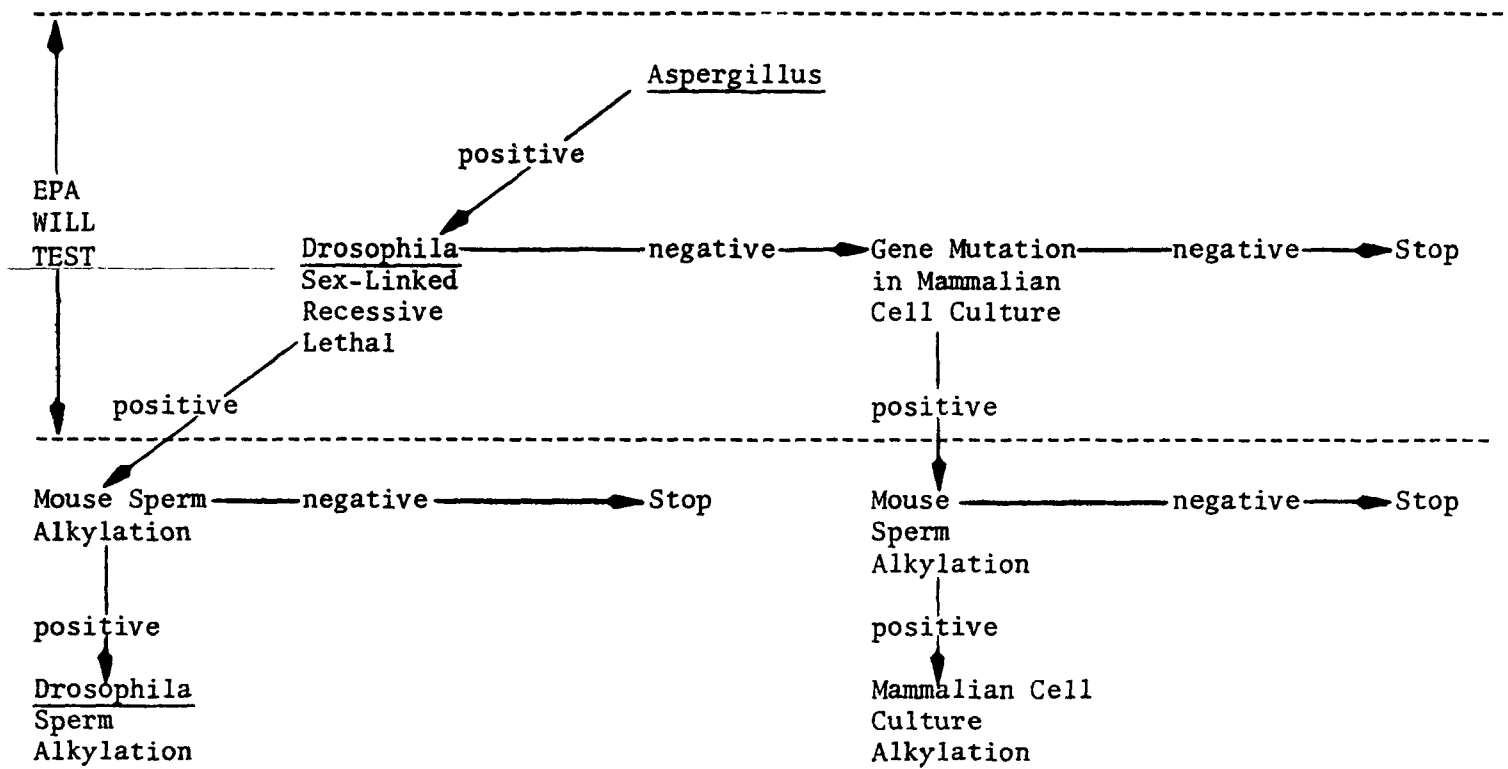 Aspergillus
positive
EPA
WILL
TEST
Drosophila
Sex-Linked
Recessive
Lethal
negative
Gene Mutation
in Mammalian
Cell Culture
negative
Stop
positive
positive
Mouse Sperm
Alkylation
negative
Stop
Mouse
Sperm
Alkylation
negative
Stop
positive
positive
Drosophila
Sperm
Alkylation
Mammalian Cell
Culture
Alkylation